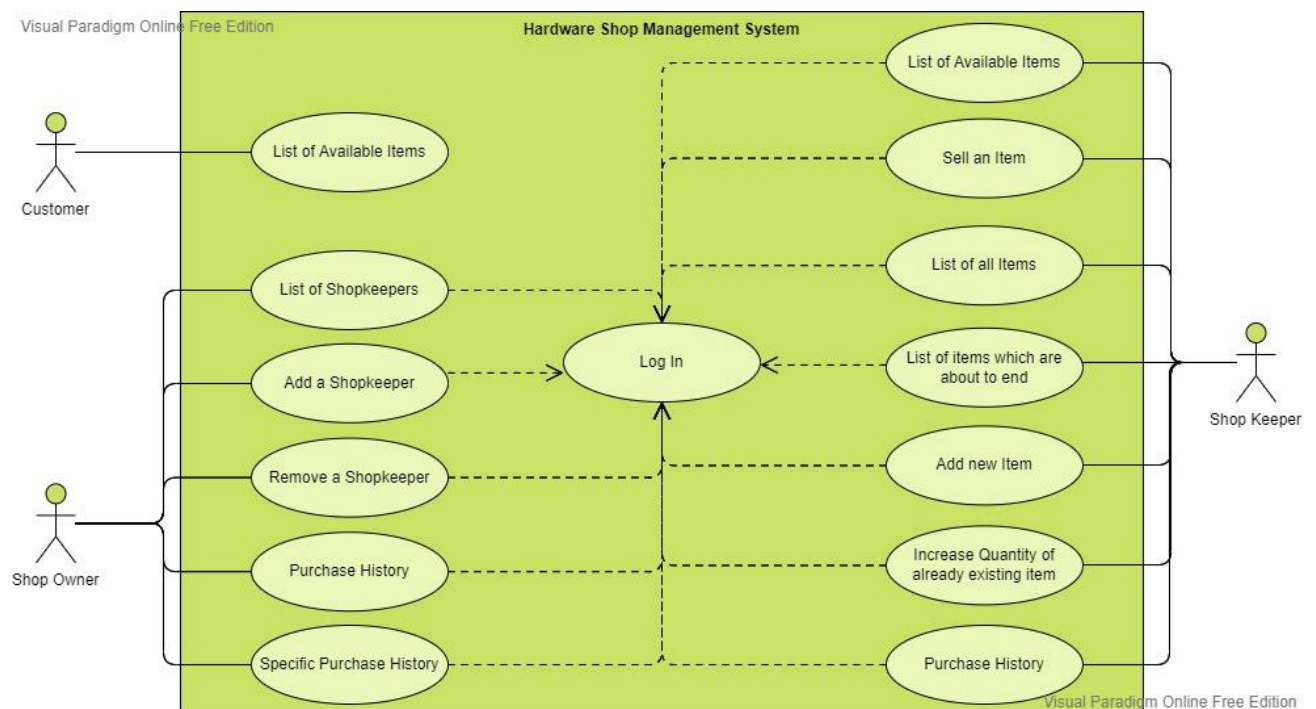 Visual Paradigm Online Free Edition
Hardware Shop Management System
List of Available Items
List of Available Items
Customer
Sell an Item
List of all Items
List of Shopkeepers
Log In
List of items which are
about to end
Shop Keeper
Add a Shopkeeper
Remove a Shopkeeper
Add new Item
Shop Owner
Purchase History
Increase Quantity of
already existing item
Specific Purchase History
Purchase History
Visual Paradigm Online Free Edition